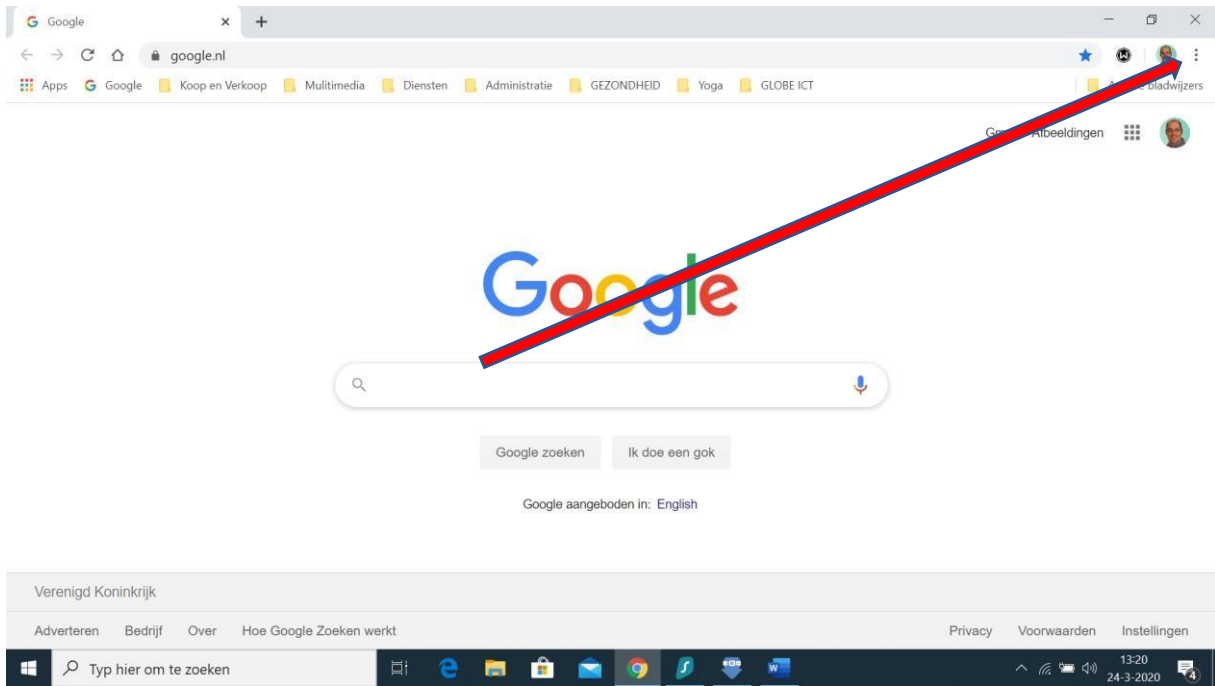 Google
google.nl
Apps Google Koop en Verkoop Mulitimedia Diensten Administratie GEZONDHEID Yoga GLOBE ICT bladwijzers
Afbeeldingen
Google
Google zoeken Ik doe een gok
Google aangeboden in: English
Verenigd Koninkrijk
Adverteren Bedrijf Over Hoe Google Zoeken werkt Privacy Voorwaarden Instellingen
Typ hier om te zoeken 13:20
24-3-2020 4